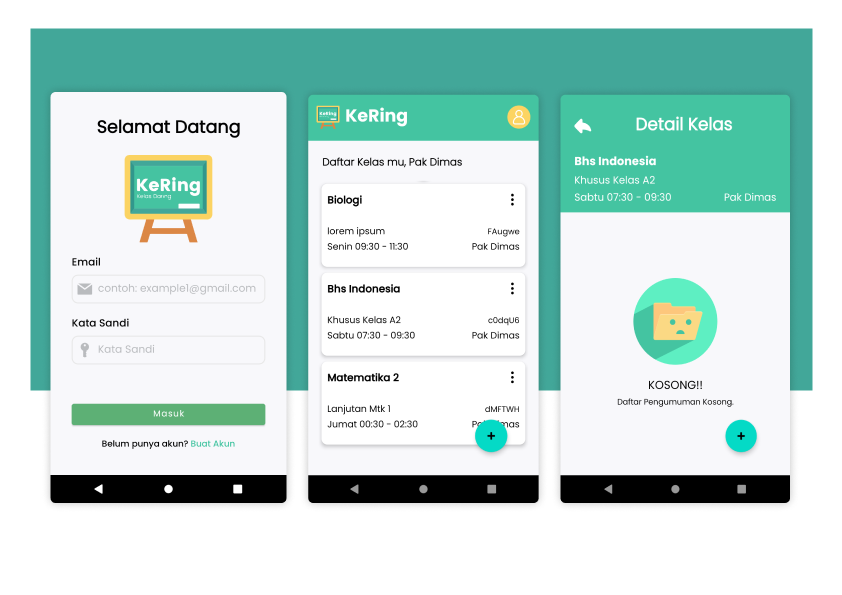 Selamat Datang
KeRing
Kelas Daring
Email
contoh: example1@gmail.com
Kata Sandi
Kata Sandi
Masuk
Belum punya akun? Buat Akun
KeRing
KeRing
Daftar Kelas mu, Pak Dimas
Biologi
lorem ipsum FAugwe
Senin 09:30 - 11:30 Pak Dimas
Bhs Indonesia
Khusus Kelas A2 c0dqU6
Sabtu 07:30 - 09:30 Pak Dimas
Matematika 2
Lanjutan Mtk 1 dMFTWH
Jumat 00:30 - 02:30
+
Detail Kelas
Bhs Indonesia
Khusus Kelas A2
Sabtu 07:30 - 09:30 Pak Dimas
KOSONG!!
Daftar Pengumuman Kosong.
+